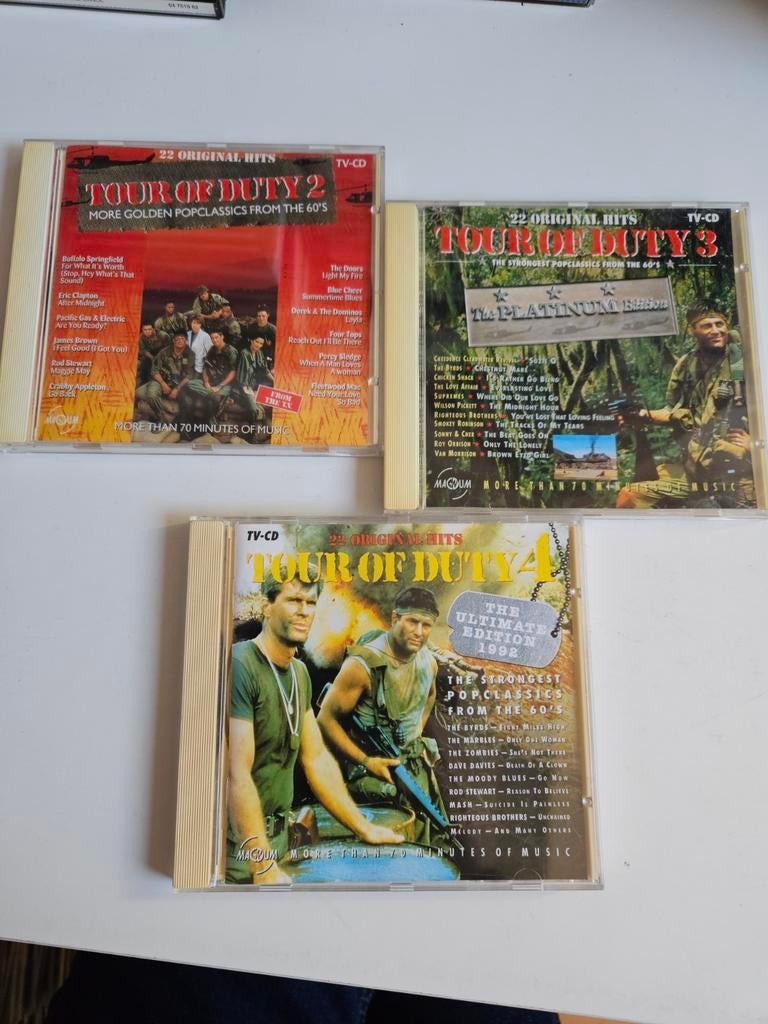 04 7519 62
22 ORIGINAL HITS
TV-CD
TOUR OF DUTY 2
MORE GOLDEN POPCLASSICS FROM THE 60'S
Buffalo Springfield
For What It's Worth
(Stop, Hey What's That
Sound)
Eric Clapton
After Midnight
Pacific Gas & Electric
Are You Ready?
James Brown
I Feel Good (I Got You)
Rod Stewart
Maggie May
Crabby Appleton
Go Back
The Doors
Light My Fire
Blue Cheer
Summertime Blues
Derek & The Dominos
Layla
Four Tops
Reach Out I'll Be There
Percy Sledge
When A Man Loves
A Woman
Fleetwood Mac
Need Your Love
So Bad
FROM
THE T.V.
MAGNUM
MORE THAN 70 MINUTES OF MUSIC
22 ORIGINAL HITS
TV-CD
TOUR OF DUTY 3
THE STRONGEST POPCLASSICS FROM THE 60'S
The PLATINUM Edition
CREEDENCE CLEARWATER REVIVAL ★ SUZIE Q
THE BYRDS ★ CHESTNUT MARE
CHICKEN SHACK ★ I'D RATHER GO BLIND
THE LOVE AFFAIR ★ EVERLASTING LOVE
SUPREMES ★ WHERE DID OUR LOVE GO
WILSON PICKETT ★ THE MIDNIGHT HOUR
RIGHTEOUS BROTHERS ★ YOU'VE LOST THAT LOVING FEELING
SMOKEY ROBINSON ★ THE TRACKS OF MY TEARS
SONNY & CHER ★ THE BEAT GOES ON
ROY ORBISON ★ ONLY THE LONELY
VAN MORRISON ★ BROWN EYED GIRL
MAGNUM
MORE THAN 70 MINUTES OF MUSIC
TV-CD
22 ORIGINAL HITS
TOUR OF DUTY 4
THE
ULTIMATE
EDITION
1992
THE STRONGEST
POPCLASSICS
FROM THE 60'S
THE BYRDS – EIGHT MILES HIGH
THE MARBLES – ONLY ONE WOMAN
THE ZOMBIES – SHE'S NOT THERE
DAVE DAVIES – DEATH OF A CLOWN
THE MOODY BLUES – GO NOW
ROD STEWART – REASON TO BELIEVE
MASH – SUICIDE IS PAINLESS
RIGHTEOUS BROTHERS – UNCHAINED
MELODY – AND MANY OTHERS
MAGNUM
MORE THAN 70 MINUTES OF MUSIC